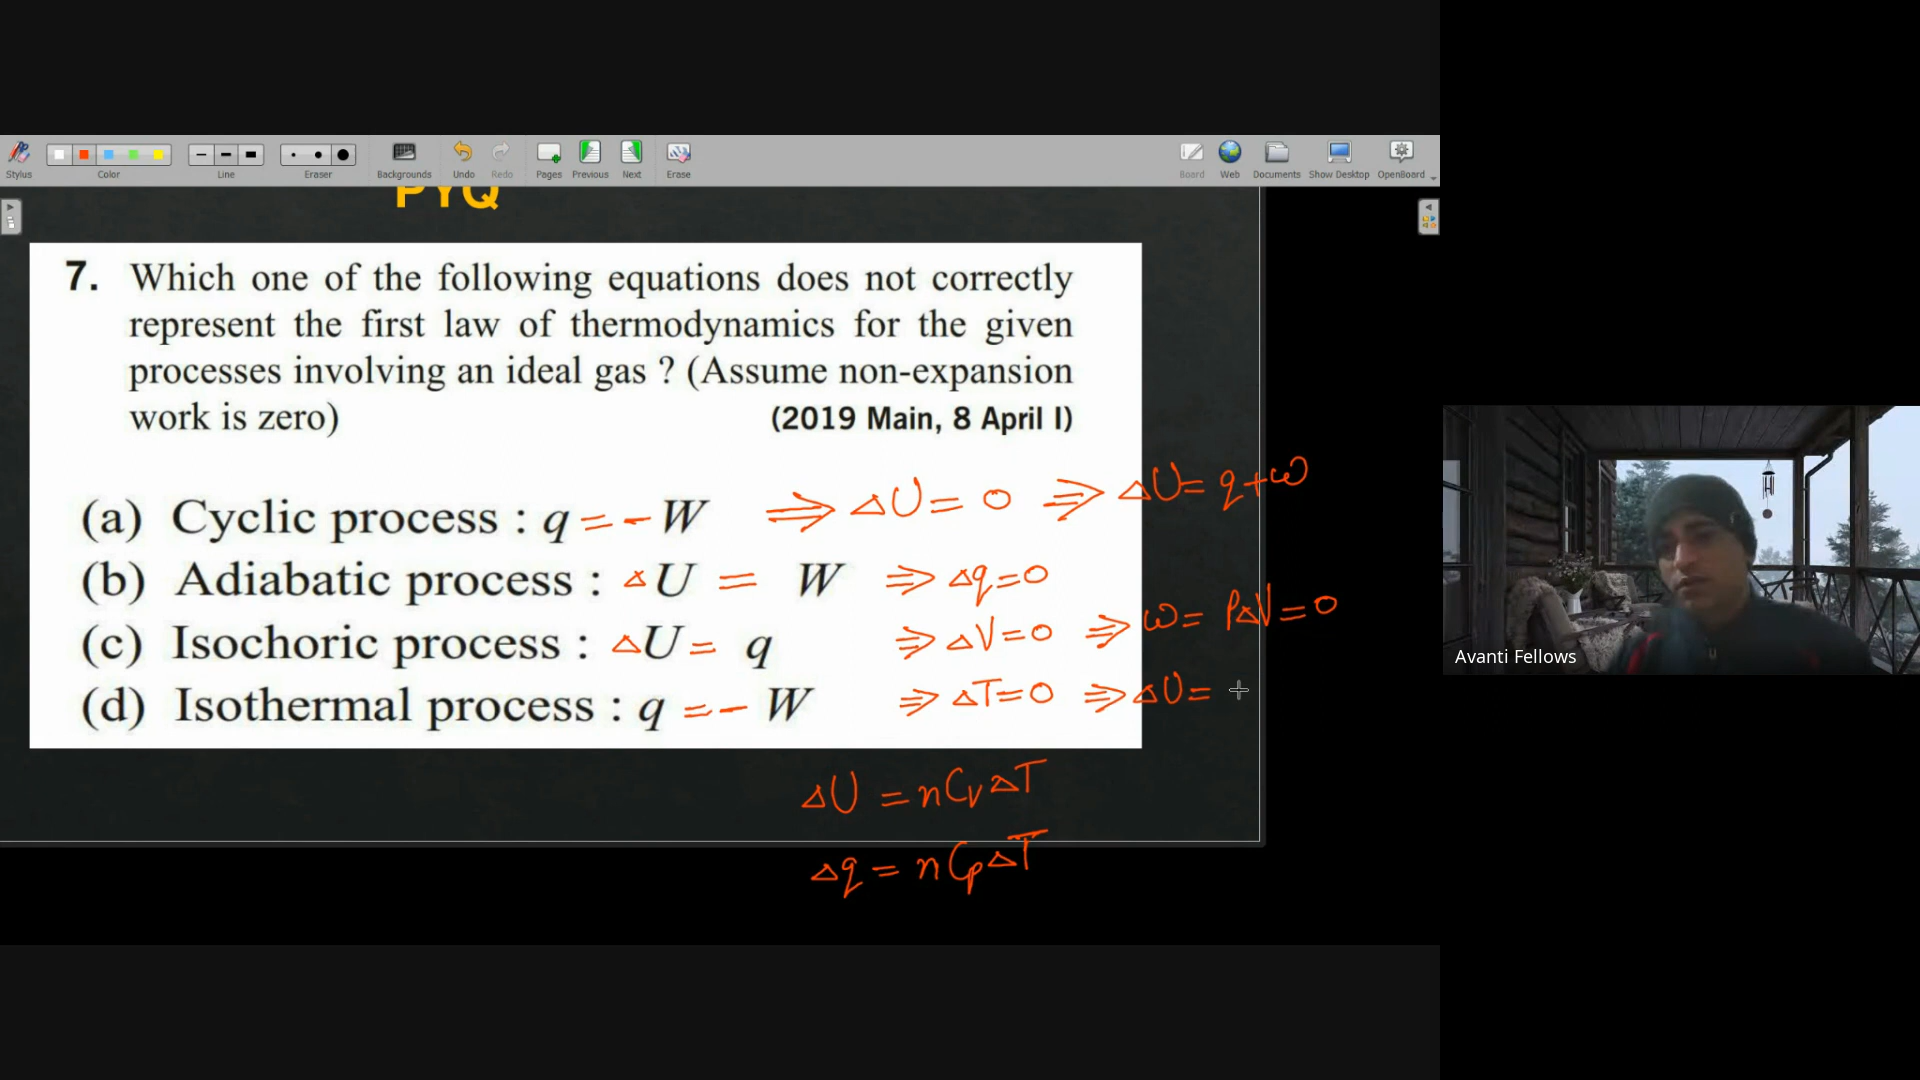 Stylus
Color
Line
Eraser
Backgrounds
Undo
Redo
Pages
Previous
Next
Erase
Board
Web
Documents
Show Desktop
OpenBoard
PYQ
7. Which one of the following equations does not correctly
represent the first law of thermodynamics for the given
processes involving an ideal gas ? (Assume non-expansion
work is zero) (2019 Main, 8 April I)
(a) Cyclic process : q = - W ⇒ ΔU = 0 ⇒ ΔU = q+ω
(b) Adiabatic process : ΔU = W ⇒ Δq=0
(c) Isochoric process : ΔU = q ⇒ ΔV=0 ⇒ ω = PΔV=0
(d) Isothermal process : q = - W ⇒ ΔT=0 ⇒ ΔU =
ΔU = nCvΔT
Δq = nCpΔT
Avanti Fellows